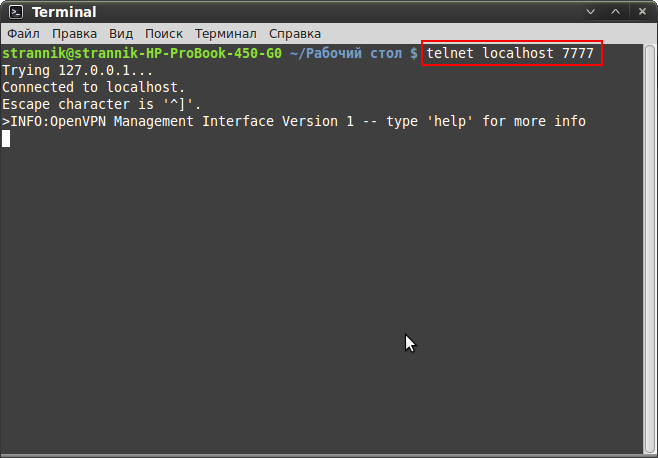 Terminal
Файл Правка Вид Поиск Терминал Справка
strannik@strannik-HP-ProBook-450-G0 ~/Рабочий стол $ telnet localhost 7777
Trying 127.0.0.1...
Connected to localhost.
Escape character is '^]'.
>INFO:OpenVPN Management Interface Version 1 -- type 'help' for more info